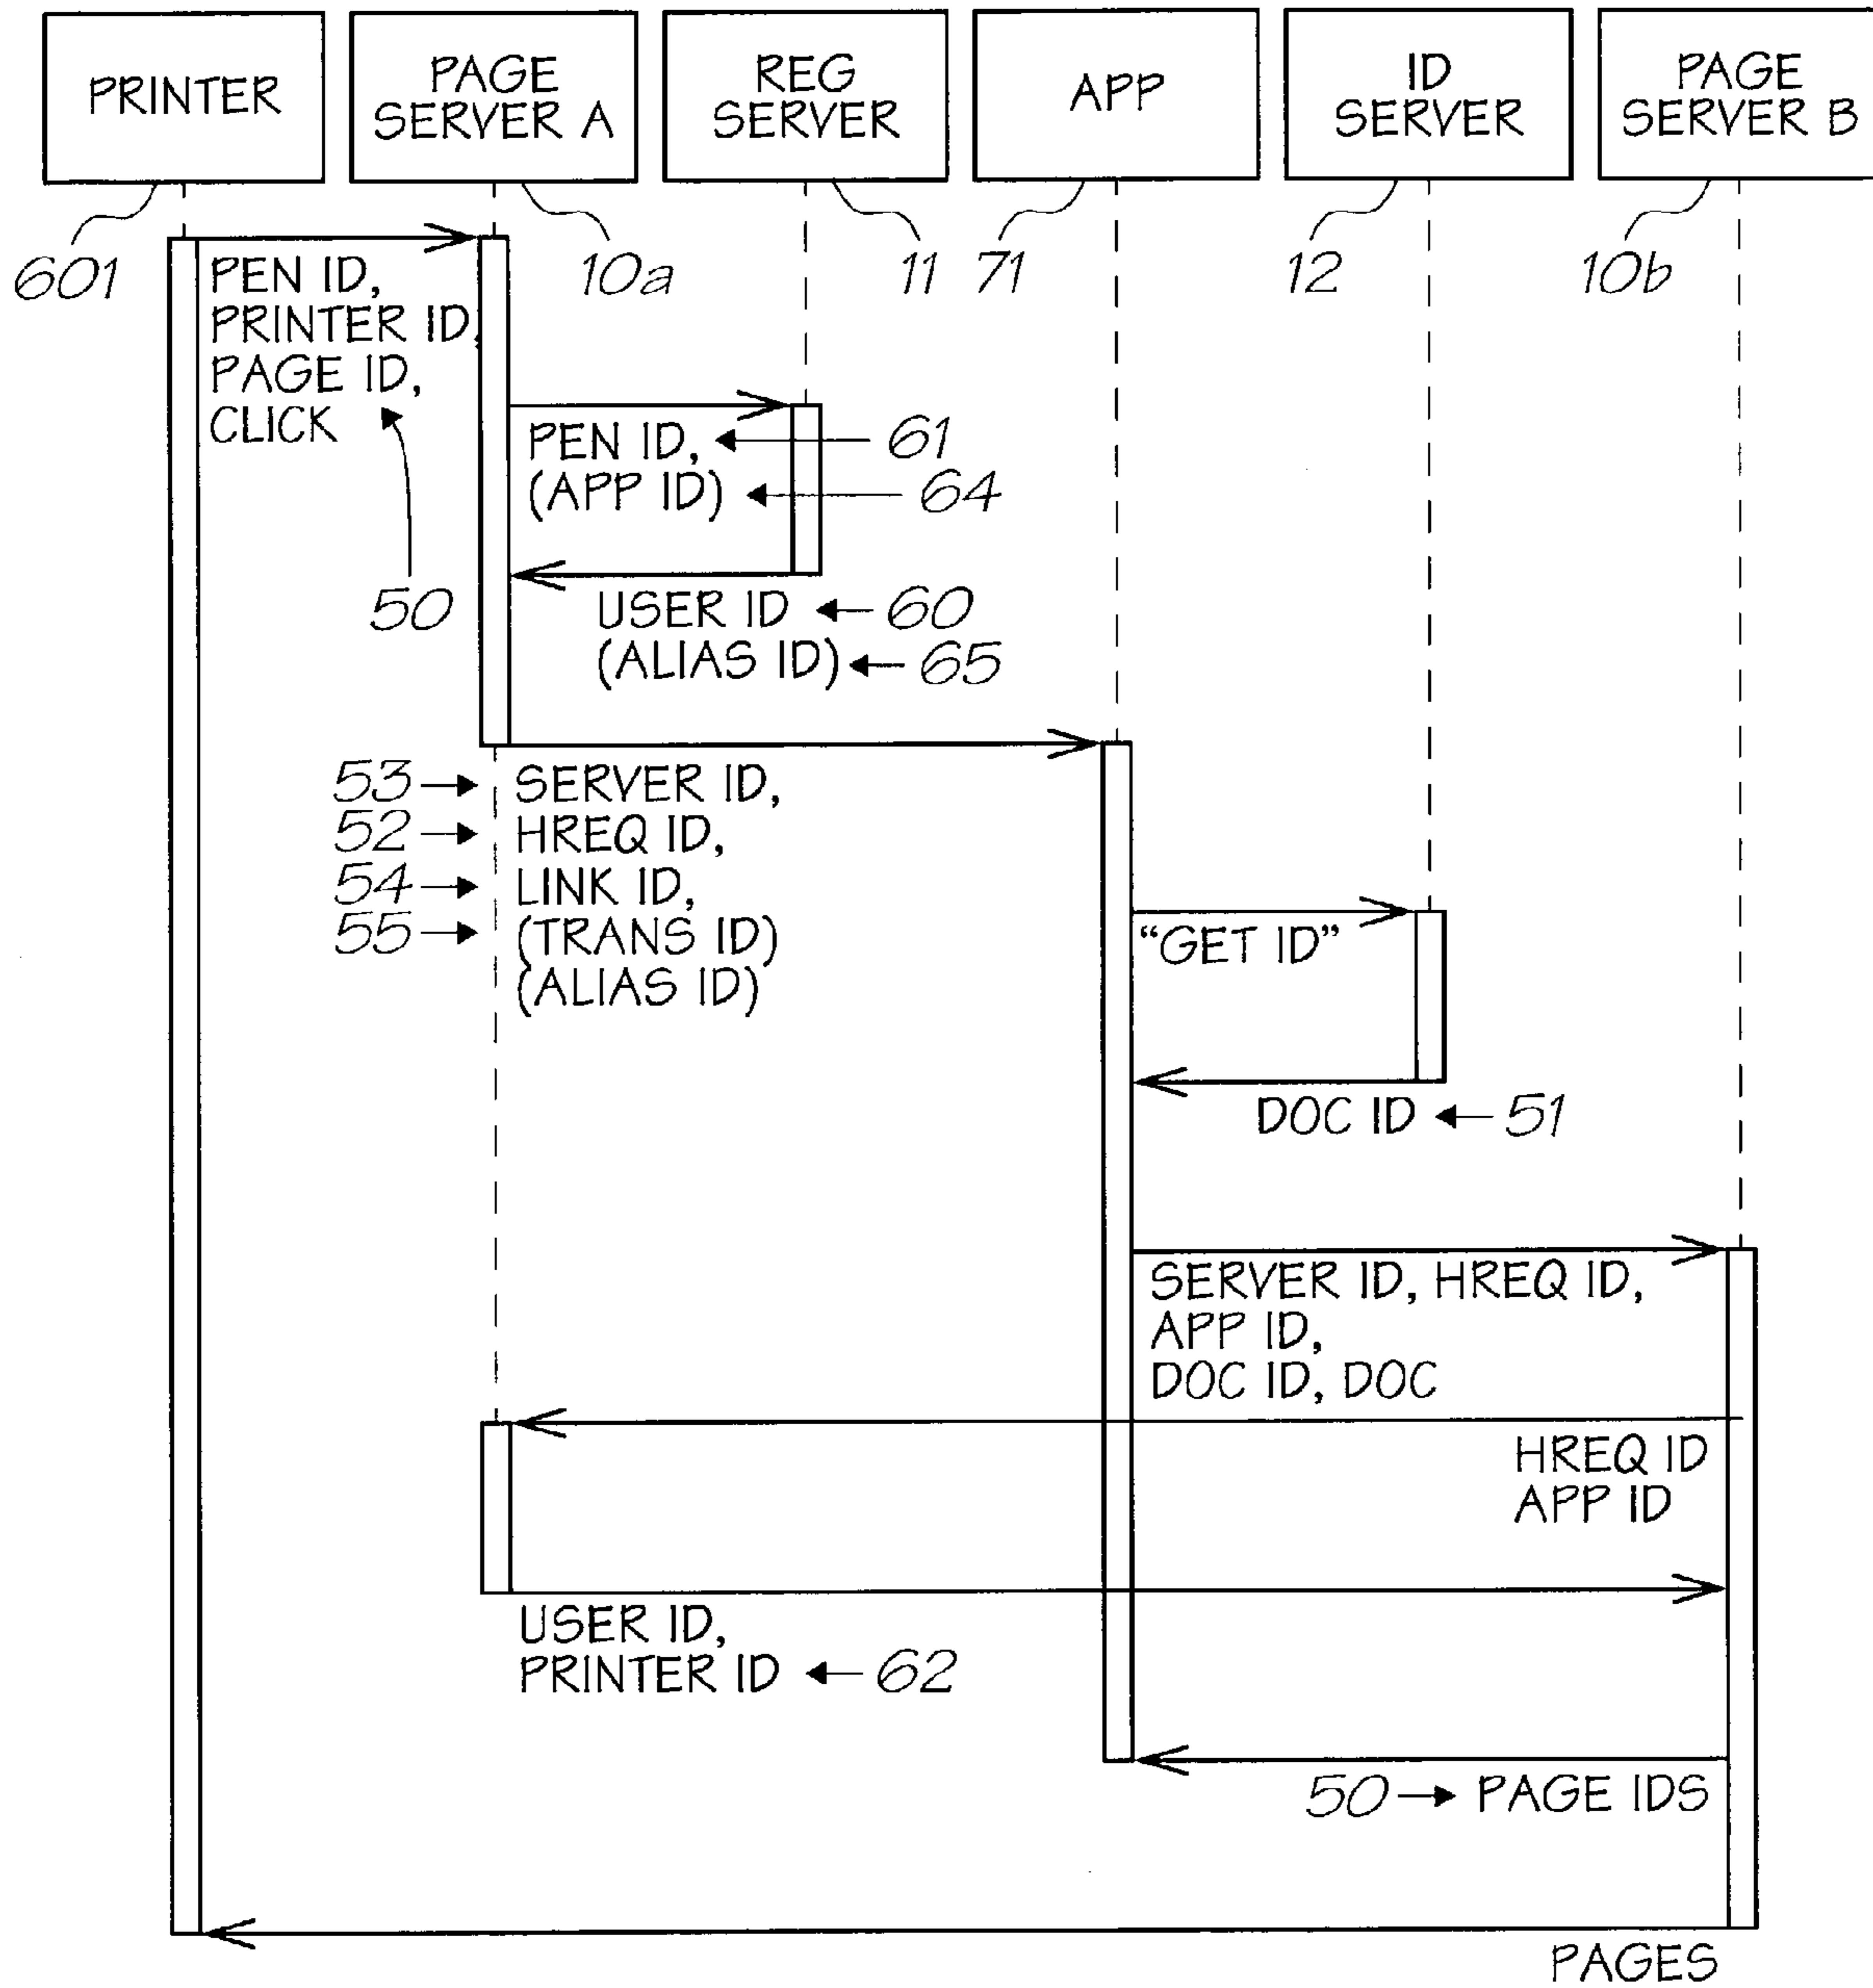 PRINTER
PAGE
SERVER A
REG
SERVER
APP
ID
SERVER
PAGE
SERVER B
601
10a
11
71
12
10b
PEN ID,
PRINTER ID,
PAGE ID,
CLICK
50
PEN ID,
61
(APP ID)
64
USER ID
60
(ALIAS ID)
65
53
SERVER ID,
52
HREQ ID,
54
LINK ID,
55
(TRANS ID)
(ALIAS ID)
“GET ID”
DOC ID
51
SERVER ID, HREQ ID,
APP ID,
DOC ID, DOC
HREQ ID
APP ID
USER ID,
PRINTER ID
62
50
PAGE IDS
PAGES